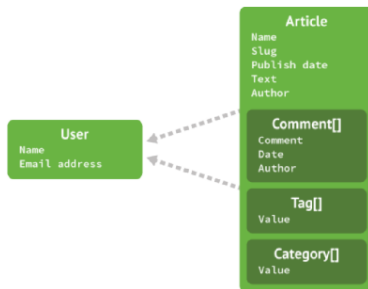 User
Name
Email address
Article
Name
Slug
Publish date
Text
Author
Comment[]
Comment
Date
Author
Tag[]
Value
Category[]
Value